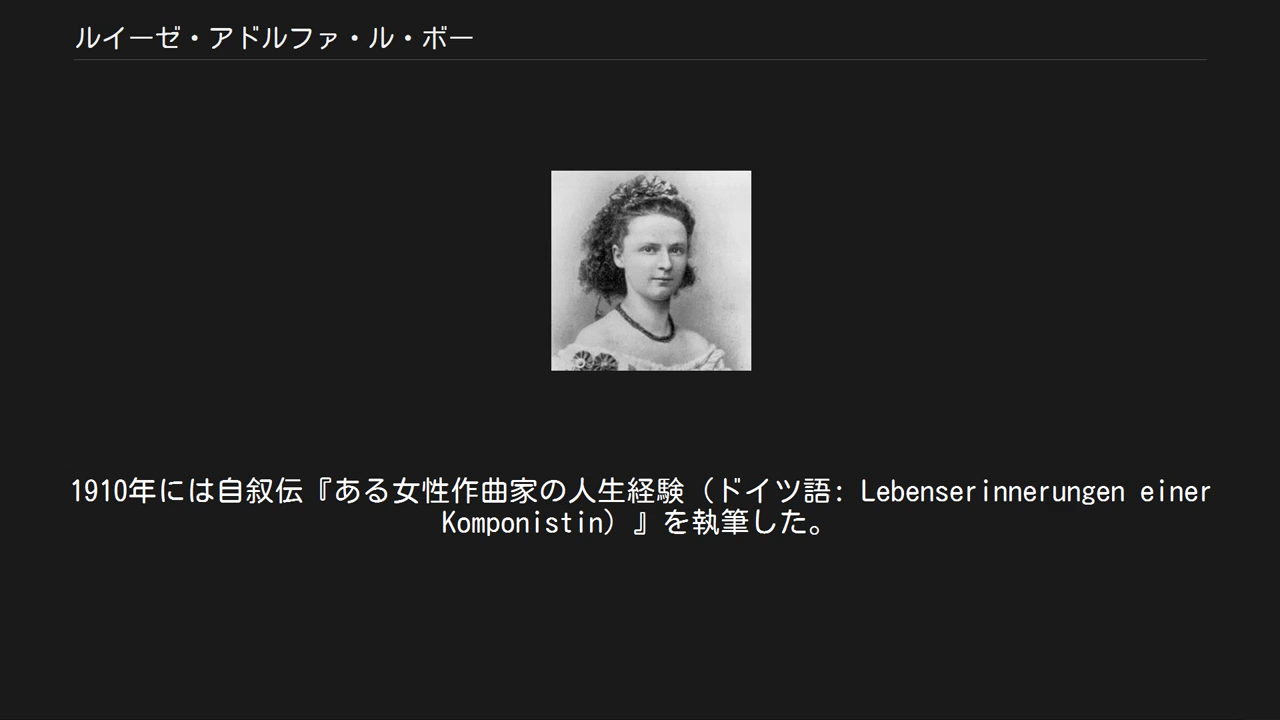 ルイーゼ・アドルファ・ル・ボー
1910年には自叙伝『ある女性作曲家の人生経験（ドイツ語: Lebenserinnerungen einer
Komponistin）』を執筆した。